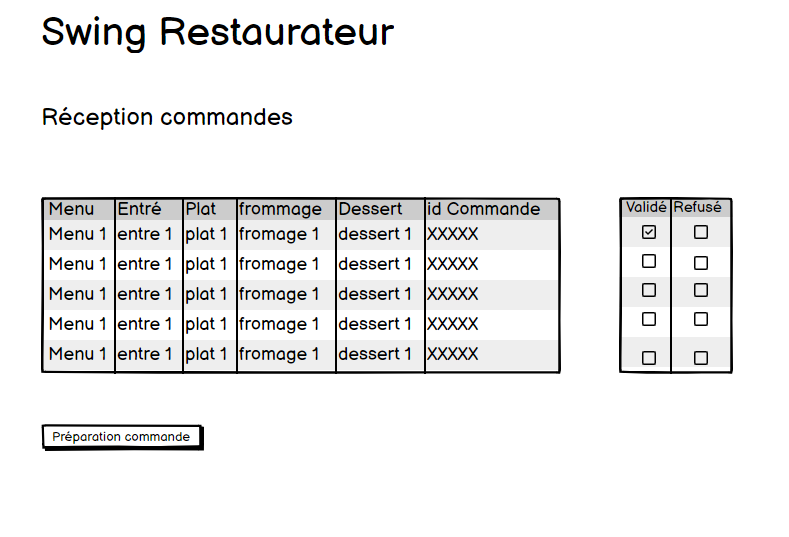 Swing Restaurateur
Réception commandes
Menu Entré Plat frommage Dessert id Commande Validé Refusé
Menu 1 entre 1 plat 1 fromage 1 dessert 1 XXXXX
Menu 1 entre 1 plat 1 fromage 1 dessert 1 XXXXX
Menu 1 entre 1 plat 1 fromage 1 dessert 1 XXXXX
Menu 1 entre 1 plat 1 fromage 1 dessert 1 XXXXX
Menu 1 entre 1 plat 1 fromage 1 dessert 1 XXXXX
Préparation commande